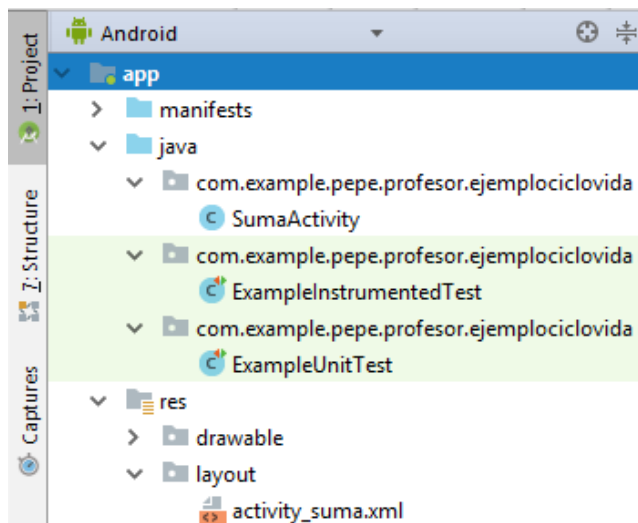 Android
1: Project
app
manifests
java
com.example.pepe.profesor.ejemplociclovida
C SumaActivity
com.example.pepe.profesor.ejemplociclovida
C ExampleInstrumentedTest
com.example.pepe.profesor.ejemplociclovida
C ExampleUnitTest
7: Structure
res
drawable
layout
activity_suma.xml
Captures